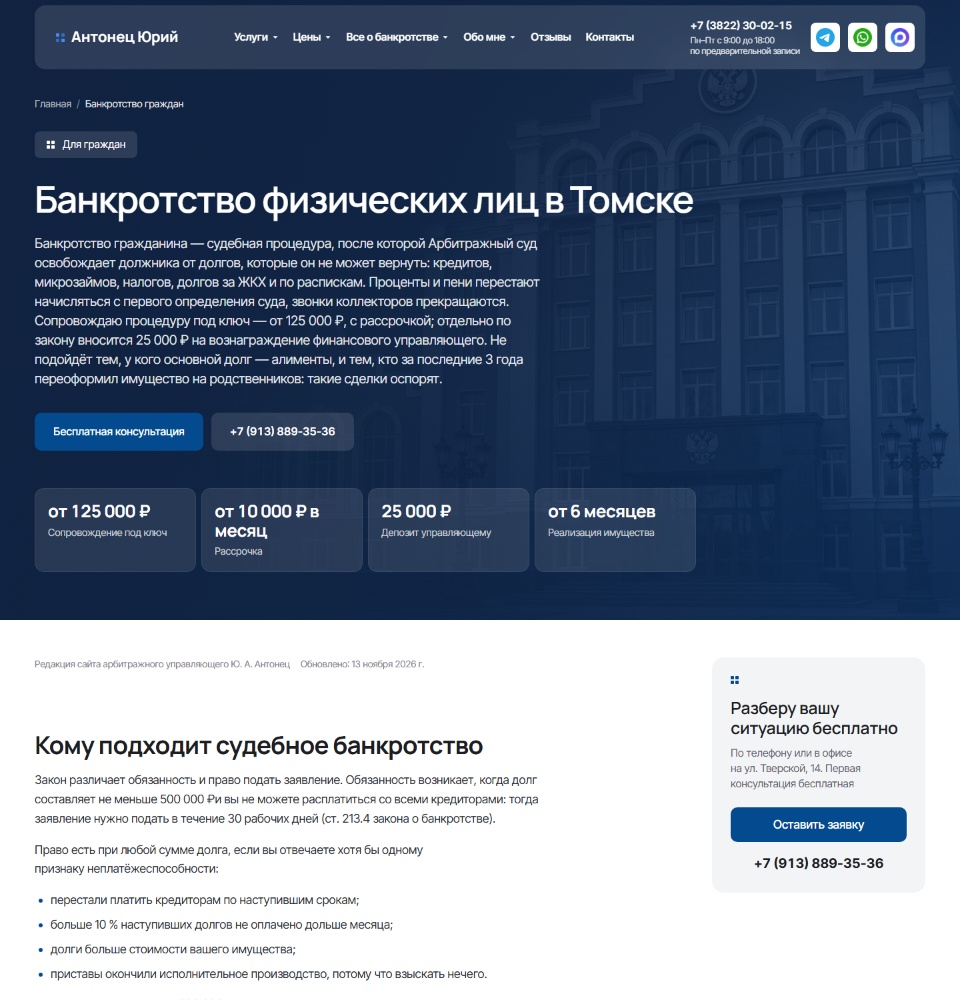 Антонец Юрий
Услуги
Цены
Все о банкротстве
Обо мне
Отзывы
Контакты
+7 (3822) 30-02-15
Пн–Пт с 9:00 до 18:00
по предварительной записи
Главная / Банкротство граждан
Для граждан
Банкротство физических лиц в Томске
Банкротство гражданина — судебная процедура, после которой Арбитражный суд
освобождает должника от долгов, которые он не может вернуть: кредитов,
микрозаймов, налогов, долгов за ЖКХ и по распискам. Проценты и пени перестают
начисляться с первого определения суда, звонки коллекторов прекращаются.
Сопровождаю процедуру под ключ — от 125 000 ₽, с рассрочкой; отдельно по
закону вносится 25 000 ₽ на вознаграждение финансового управляющего. Не
подойдёт тем, у кого основной долг — алименты, и тем, кто за последние 3 года
переоформил имущество на родственников: такие сделки оспорят.
Бесплатная консультация
+7 (913) 889-35-36
от 125 000 ₽
Сопровождение под ключ
от 10 000 ₽ в
месяц
Рассрочка
25 000 ₽
Депозит управляющему
от 6 месяцев
Реализация имущества
Редакция сайта арбитражного управляющего Ю. А. Антонец
Обновлено: 13 ноября 2026 г.
Кому подходит судебное банкротство
Закон различает обязанность и право подать заявление. Обязанность возникает, когда долг
составляет не меньше 500 000 ₽и вы не можете расплатиться со всеми кредиторами: тогда
заявление нужно подать в течение 30 рабочих дней (ст. 213.4 закона о банкротстве).
Право есть при любой сумме долга, если вы отвечаете хотя бы одному
признаку неплатёжеспособности:
• перестали платить кредиторам по наступившим срокам;
• больше 10 % наступивших долгов не оплачено дольше месяца;
• долги больше стоимости вашего имущества;
• приставы окончили исполнительное производство, потому что взыскать нечего.
Разберу вашу
ситуацию бесплатно
По телефону или в офисе
на ул. Тверской, 14. Первая
консультация бесплатная
Оставить заявку
+7 (913) 889-35-36